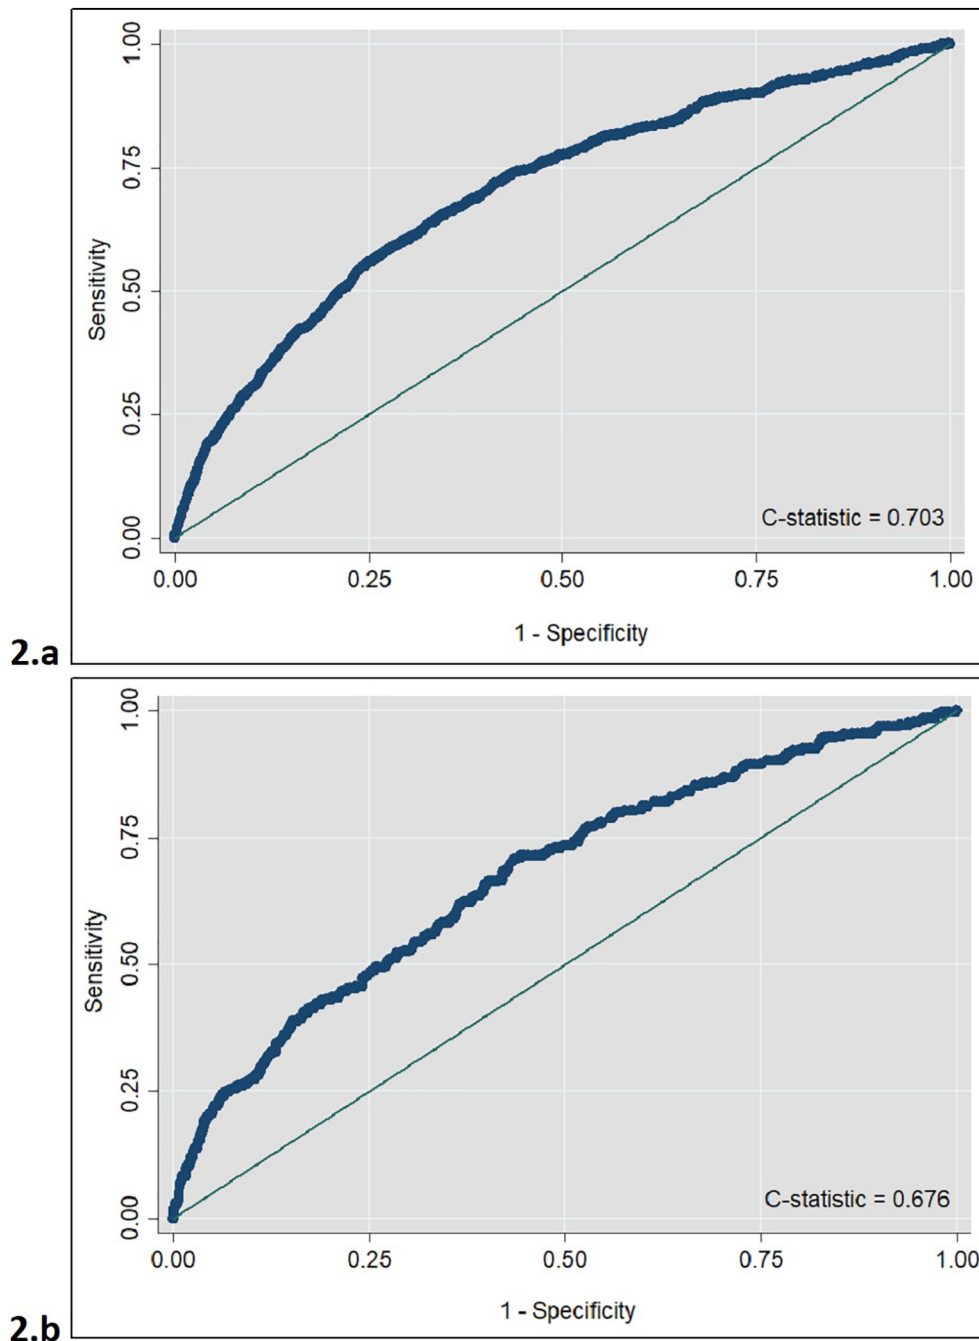 1.00
0.75
Sensitivity
0.50
0.25
0.00
C-statistic = 0.703
0.00 0.25 0.50 0.75 1.00
1 - Specificity
2.a
1.00
0.75
Sensitivity
0.50
0.25
0.00
C-statistic = 0.676
0.00 0.25 0.50 0.75 1.00
1 - Specificity
2.b